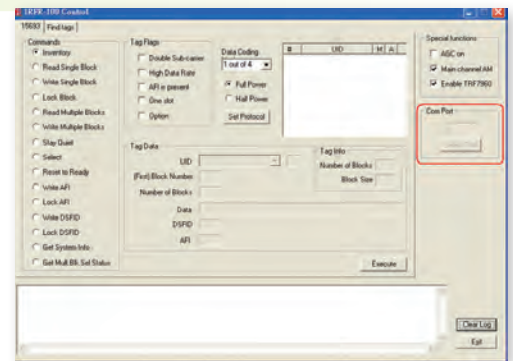 IRFR-100 Control
15693
Find tags
Commands
Inventory
Read Single Block
Write Single Block
Lock Block
Read Multiple Blocks
Write Multiple Blocks
Stay Quiet
Select
Reset to Ready
Write AFI
Lock AFI
Write DSFID
Lock DSFID
Get System Info
Get Mult Blk Sel Status
Tag Flags
Double Sub-carrier
High Data Rate
AFI is present
One slot
Option
Data Coding
1 out of 4
Full Power
Half Power
Set Protocol
# UID M A
Tag Data
UID
(First) Block Number
Number of Blocks
Data
DSFID
AFI
Tag Info
Number of Blocks
Block Size
Execute
Special functions
AGC on
Main channel AM
Enable TRF7960
Com Port
Clear Log
Exit